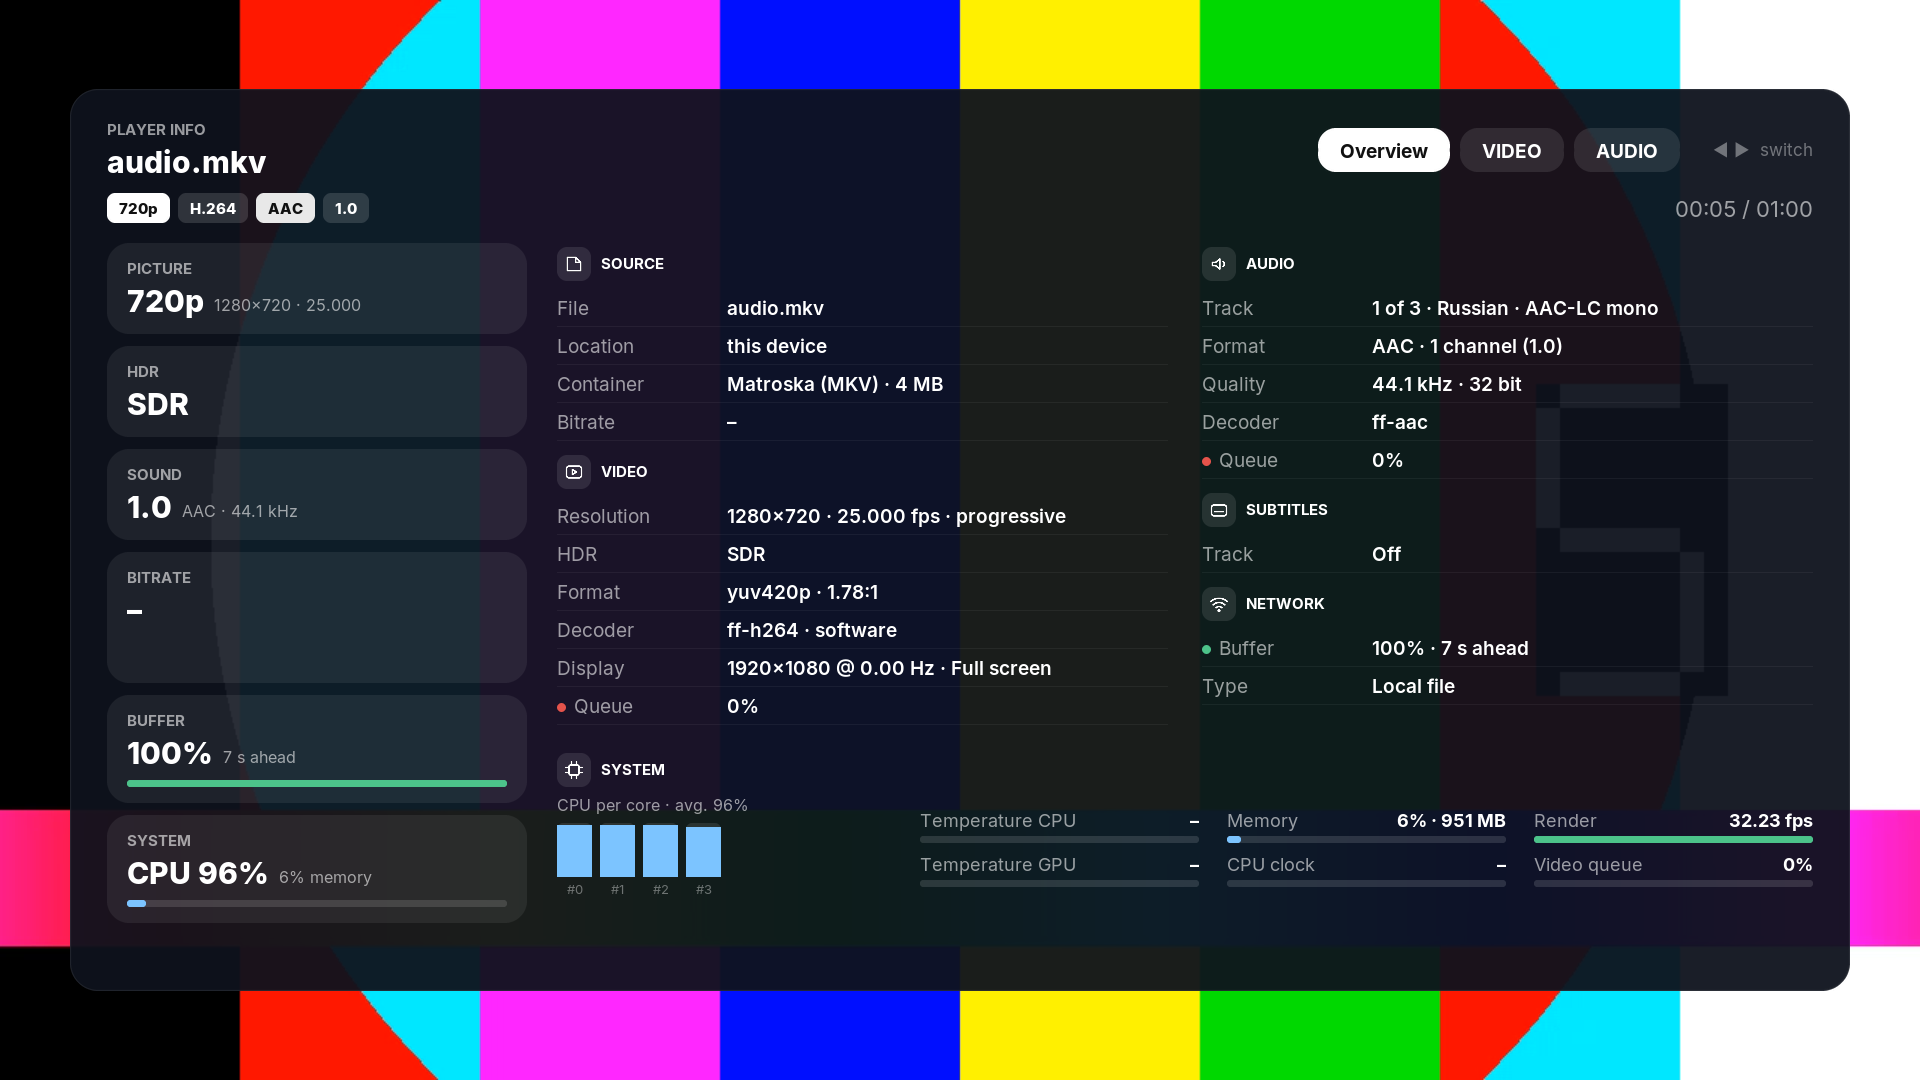 PLAYER INFO
audio.mkv
720p H.264 AAC 1.0
Overview VIDEO AUDIO ◀ ▶ switch
00:05 / 01:00
PICTURE
720p 1280×720 · 25.000
HDR
SDR
SOUND
1.0 AAC · 44.1 kHz
BITRATE
–
BUFFER
100% 7 s ahead
SYSTEM
CPU 96% 6% memory
SOURCE
File audio.mkv
Location this device
Container Matroska (MKV) · 4 MB
Bitrate –
VIDEO
Resolution 1280×720 · 25.000 fps · progressive
HDR SDR
Format yuv420p · 1.78:1
Decoder ff-h264 · software
Display 1920×1080 @ 0.00 Hz · Full screen
Queue 0%
AUDIO
Track 1 of 3 · Russian · AAC-LC mono
Format AAC · 1 channel (1.0)
Quality 44.1 kHz · 32 bit
Decoder ff-aac
Queue 0%
SUBTITLES
Track Off
NETWORK
Buffer 100% · 7 s ahead
Type Local file
SYSTEM
CPU per core · avg. 96%
#0 #1 #2 #3
Temperature CPU –
Memory 6% · 951 MB
Render 32.23 fps
Temperature GPU –
CPU clock –
Video queue 0%
5